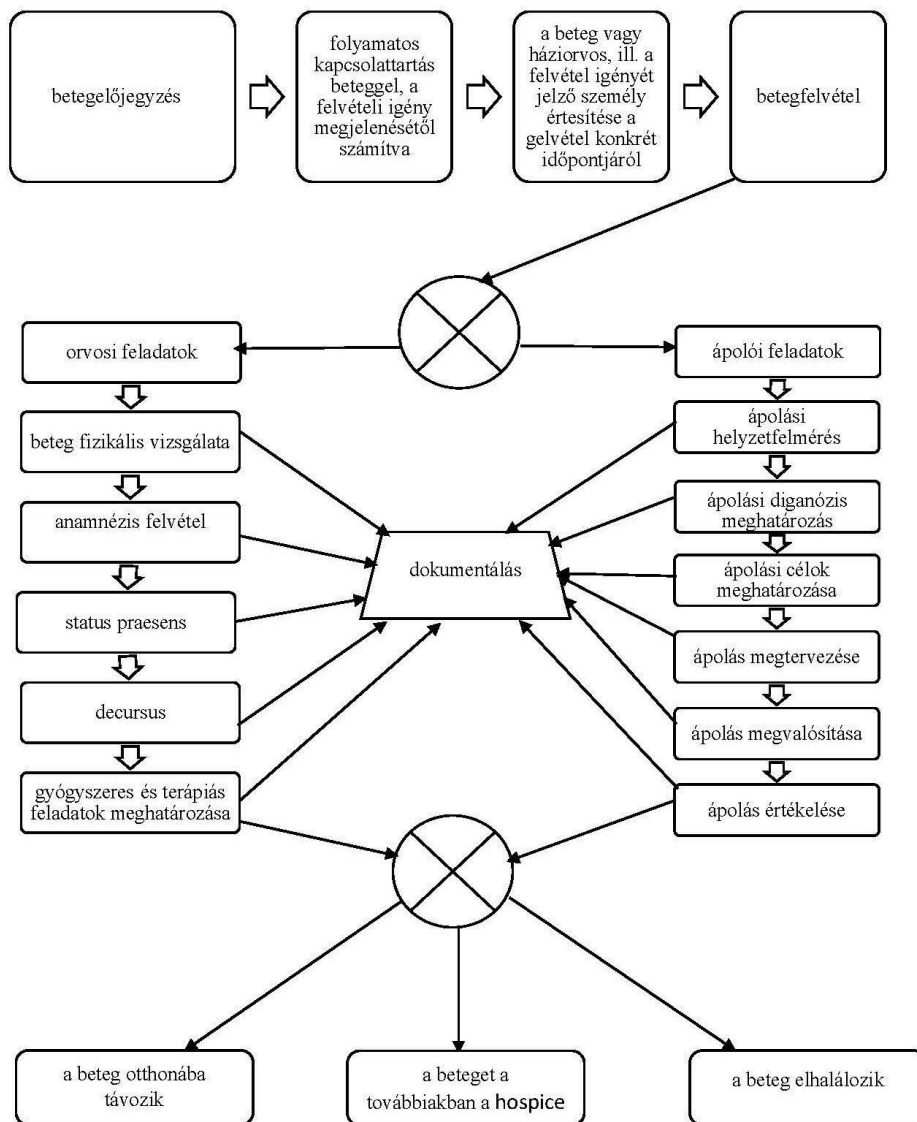 betegelőjegyzés
folyamatos
kapcsolattartás
beteggel, a
felvételi igény
megjelenésétől
számítva
a beteg vagy
háziorvos, ill. a
felvétel igényét
jelző személy
értesítése a
gelvétel konkrét
időpontjáról
betegfelvétel
orvosi feladatok
beteg fizikális vizsgálata
anamnézis felvétel
status praesens
decursus
gyógyszeres és terápiás
feladatok meghatározása
dokumentálás
ápolói feladatok
ápolási
helyzetfelmérés
ápolási diganózis
meghatározás
ápolási célok
meghatározása
ápolás megtervezése
ápolás megvalósítása
ápolás értékelése
a beteg otthonába
távozik
a beteget a
továbbiakban a hospice
a beteg elhalálozik